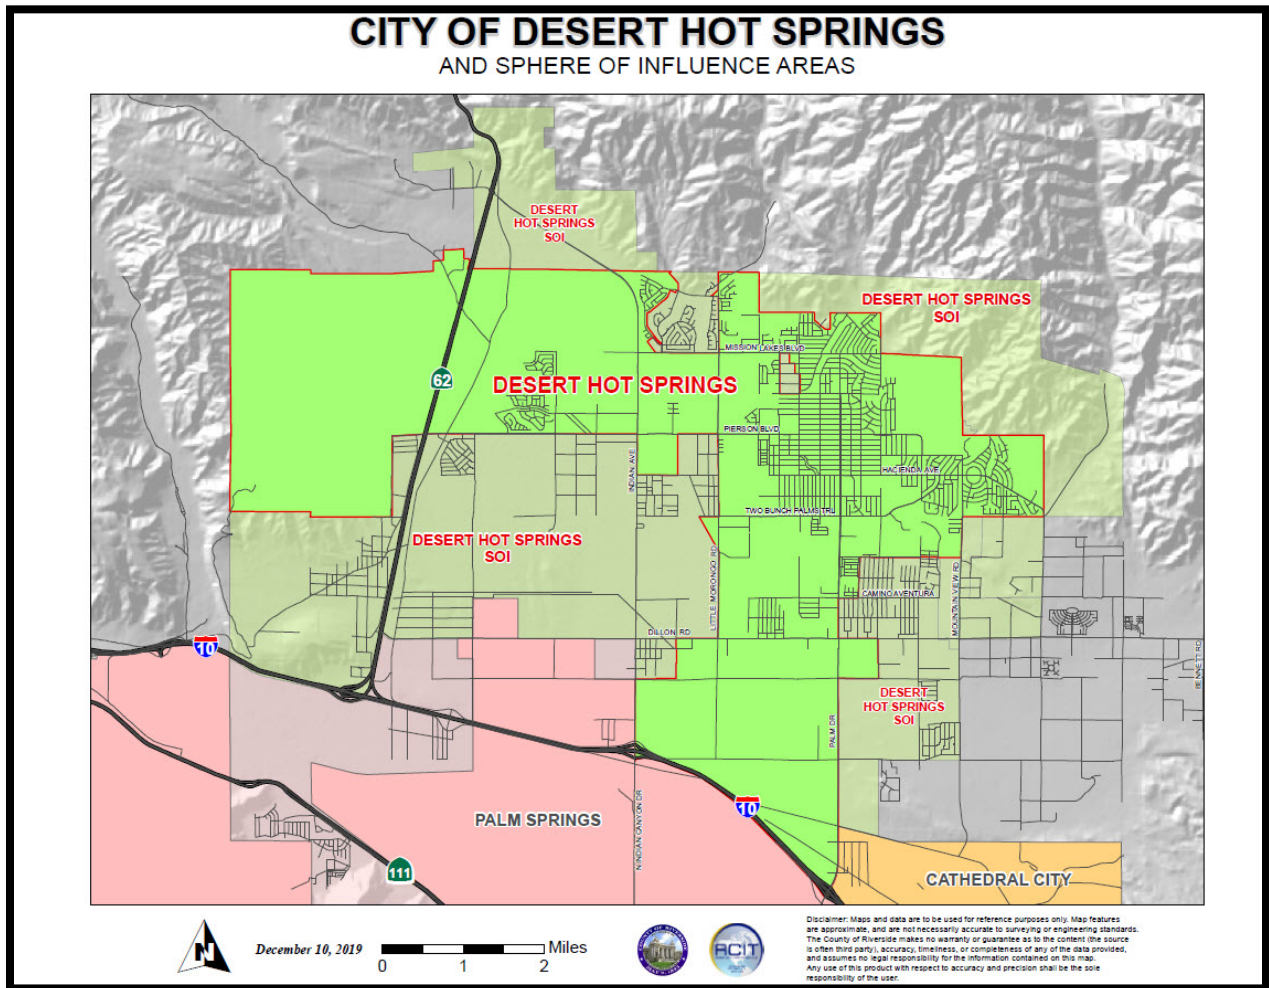 CITY OF DESERT HOT SPRINGS
AND SPHERE OF INFLUENCE AREAS
DESERT
HOT SPRINGS
SOI
DESERT HOT SPRINGS
SOI
MISSION LAKES BLVD
62
DESERT HOT SPRINGS
PIERSON BLVD
INDIAN AVE
HACIENDA AVE
TWO BUNCH PALMS TRL
DESERT HOT SPRINGS
SOI
LITTLE MORONGO RD
CAMINO AVENTURA
MOUNTAIN VIEW RD
DILLON RD
10
BENNETT RD
DESERT
HOT SPRINGS
SOI
PALM DR
10
N INDIAN CANYON DR
PALM SPRINGS
111
CATHEDRAL CITY
N
December 10, 2019
Miles
0 1 2
COUNTY OF RIVERSIDE
RCIT
Disclaimer: Maps and data are to be used for reference purposes only. Map features
are approximate, and are not necessarily accurate to surveying or engineering standards.
The County of Riverside makes no warranty or guarantee as to the content (the source
is often third party), accuracy, timeliness, or completeness of any of the data provided,
and assumes no legal responsibility for the information contained on this map.
Any use of this product with respect to accuracy and precision shall be the sole
responsibility of the user.